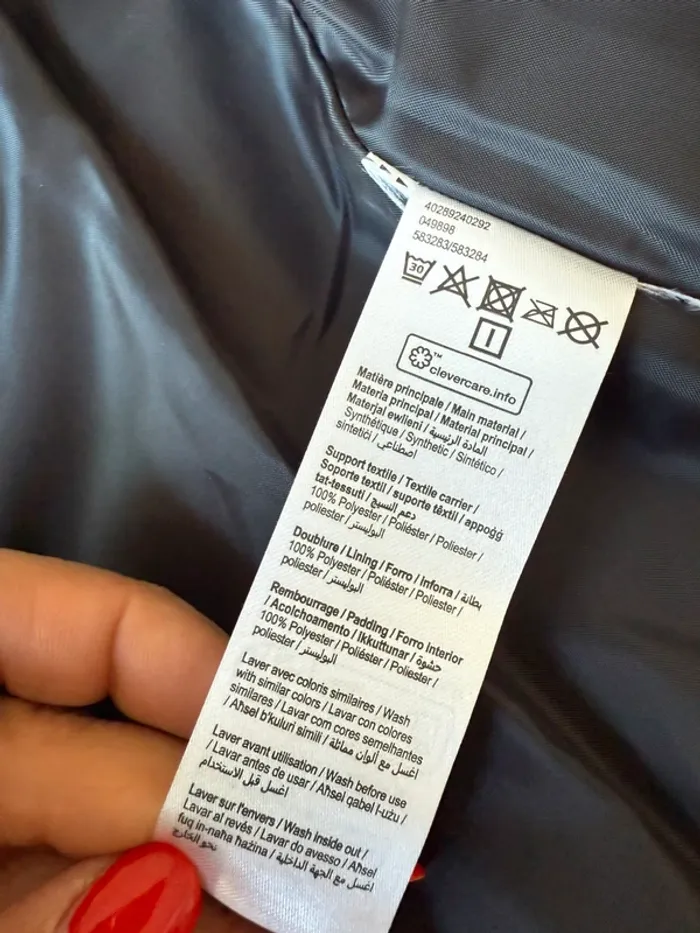 40289240292
049898
583283/583284
30
™
clevercare.info
Matière principale / Main material /
Materia principal / Material principal /
Materjal ewlieni / المادة الرئيسية
Synthétique / Synthetic / Sintético /
sintetiċi / اصطناعي
Support textile / Textile carrier /
Soporte textil / suporte têxtil / appoġġ
tat-tessuti / دعم النسيج
100% Polyester / Poliéster / Poliester /
poliester / البوليستر
Doublure / Lining / Forro / Inforra / بطانة
100% Polyester / Poliéster / Poliester /
poliester / البوليستر
Rembourrage / Padding / Forro interior
/ Acolchoamento / Ikkuttunar / حشوة
100% Polyester / Poliéster / Poliester /
poliester / البوليستر
Laver avec coloris similaires / Wash
with similar colors / Lavar con colores
similares / Lavar com cores semelhantes
/ Aħsel b'kuluri simili / اغسل مع ألوان مماثلة
Laver avant utilisation / Wash before use
/ Lavar antes de usar / Aħsel qabel l-użu /
اغسل قبل الاستخدام
Laver sur l'envers / Wash inside out /
Lavar al revés / Lavar do avesso / Aħsel
fuq in-naħa ħażina / اغسل مع الجهة الداخلية
نحو الخارج